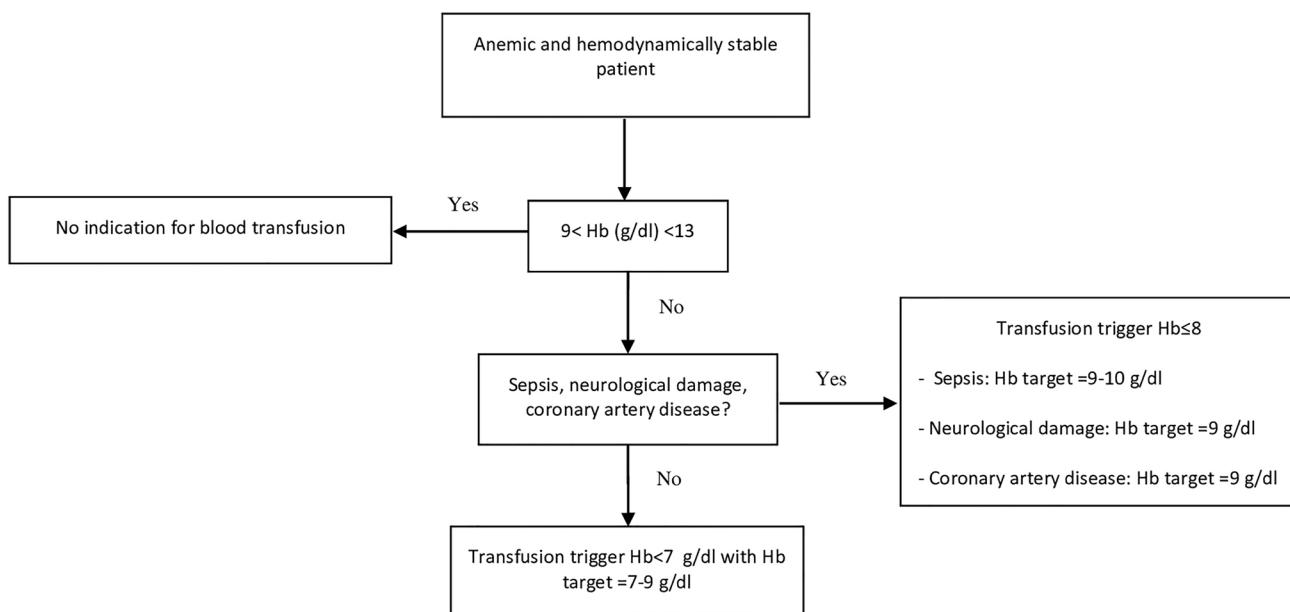 Anemic and hemodynamically stable
patient
Yes
No indication for blood transfusion
9< Hb (g/dl) <13
No
Transfusion trigger Hb≤8
Sepsis, neurological damage,
coronary artery disease?
Yes
- Sepsis: Hb target =9-10 g/dl
- Neurological damage: Hb target =9 g/dl
- Coronary artery disease: Hb target =9 g/dl
No
Transfusion trigger Hb<7 g/dl with Hb
target =7-9 g/dl